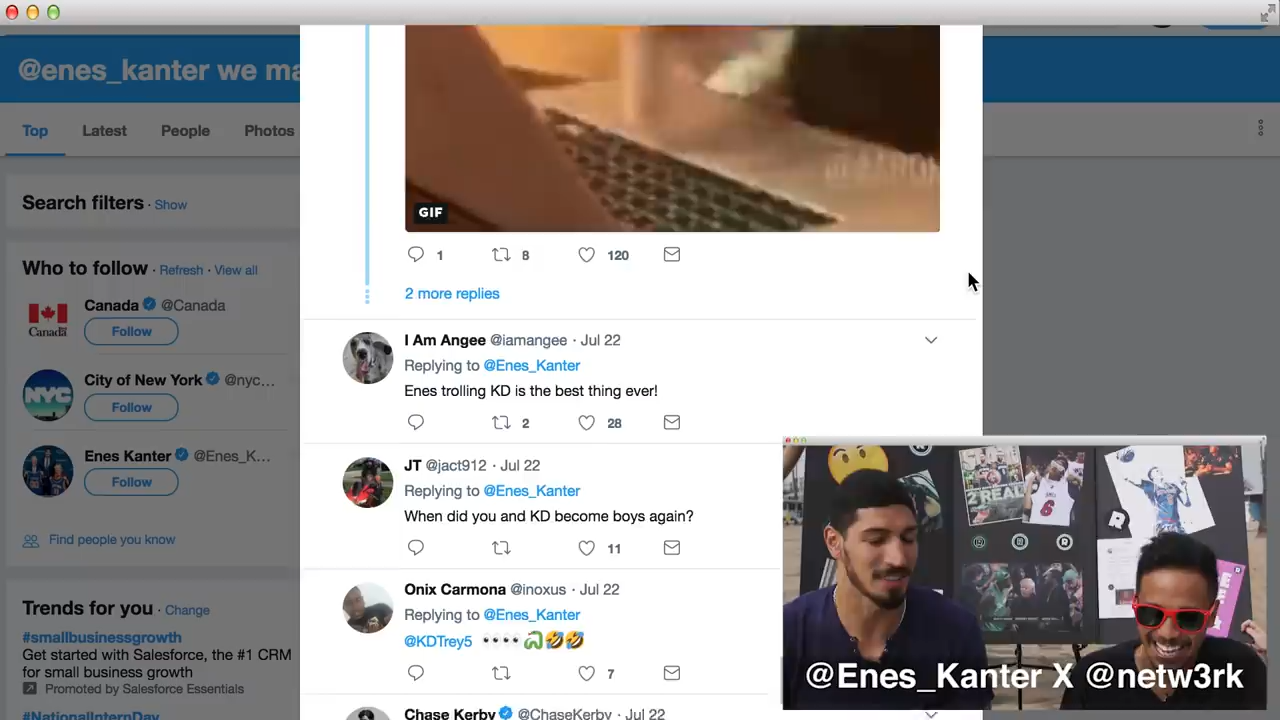 @enes_kanter we ma
Top
Latest
People
Photos
Search filters · Show
Who to follow · Refresh · View all
Canada @Canada
Follow
City of New York @nyc...
Follow
Enes Kanter @Enes_K...
Follow
Find people you know
Trends for you · Change
#smallbusinessgrowth
Get started with Salesforce, the #1 CRM
for small business growth
Promoted by Salesforce Essentials
#NationalInternDay
Canada
NYC
GIF
1
8
120
2 more replies
I Am Angee @iamangee · Jul 22
Replying to @Enes_Kanter
Enes trolling KD is the best thing ever!
2
28
JT @jact912 · Jul 22
Replying to @Enes_Kanter
When did you and KD become boys again?
11
Onix Carmona @inoxus · Jul 22
Replying to @Enes_Kanter
@KDTrey5 👀👀🐍🤣🤣
7
Chase Kerby @ChaseKerby · Jul 22
2 REAL
6
@Enes_Kanter X @netw3rk